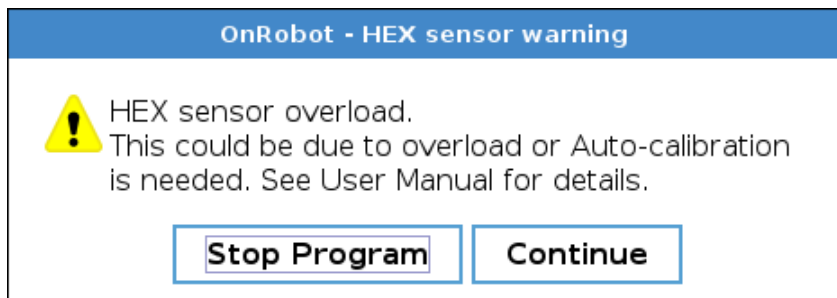 OnRobot - HEX sensor warning
HEX sensor overload.
This could be due to overload or Auto-calibration
is needed. See User Manual for details.
Stop Program Continue